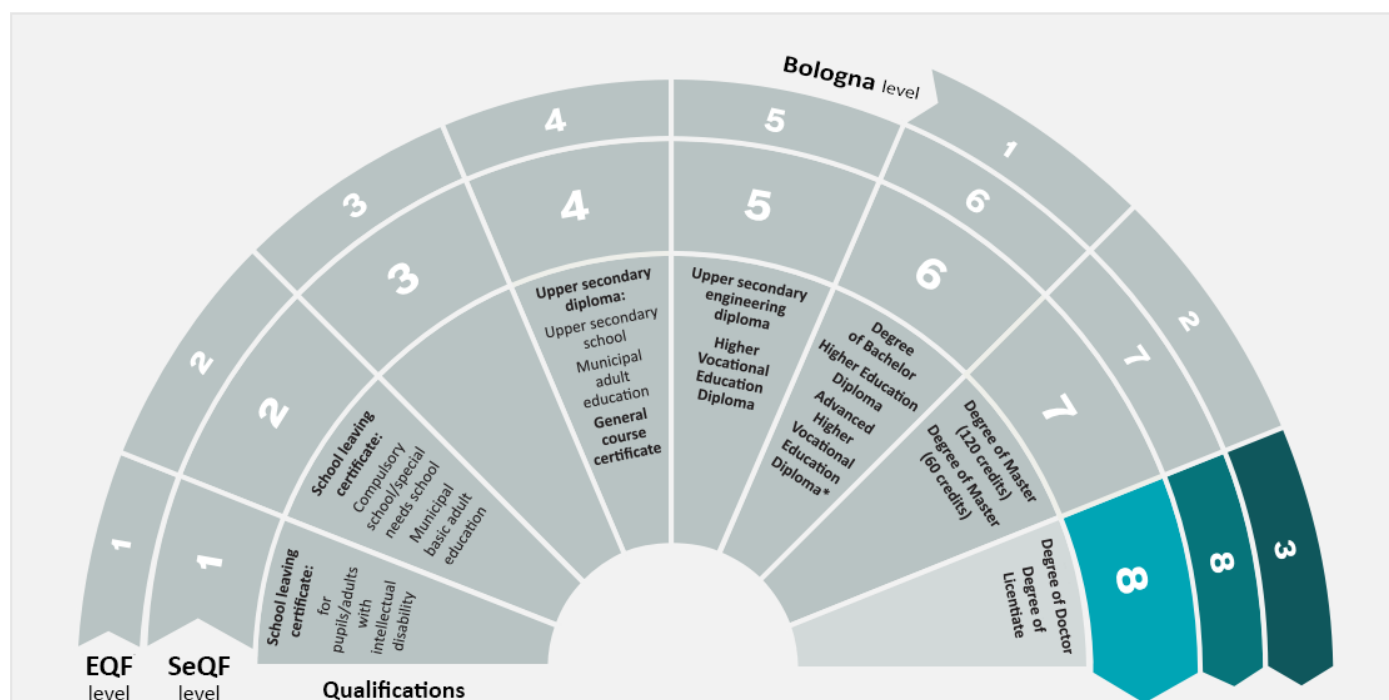 Bologna level
1
2
3
4
5
1
2
3
1
2
3
4
5
6
7
8
6
7
8
School leaving
certificate:
for
pupils/adults
with
intellectual
disability
School leaving
certificate:
Compulsory
school/special
needs school
Municipal
basic adult
education
Upper secondary
diploma:
Upper secondary
school
Municipal
adult
education
General
course
certificate
Upper secondary
engineering
diploma
Higher
Vocational
Education
Diploma
Degree
of Bachelor
Higher Education
Diploma
Advanced
Higher
Vocational
Education
Diploma*
Degree of Master
(120 credits)
Degree of Master
(60 credits)
Degree of Doctor
Degree of
Licentiate
EQF
level
SeQF
level
Qualifications